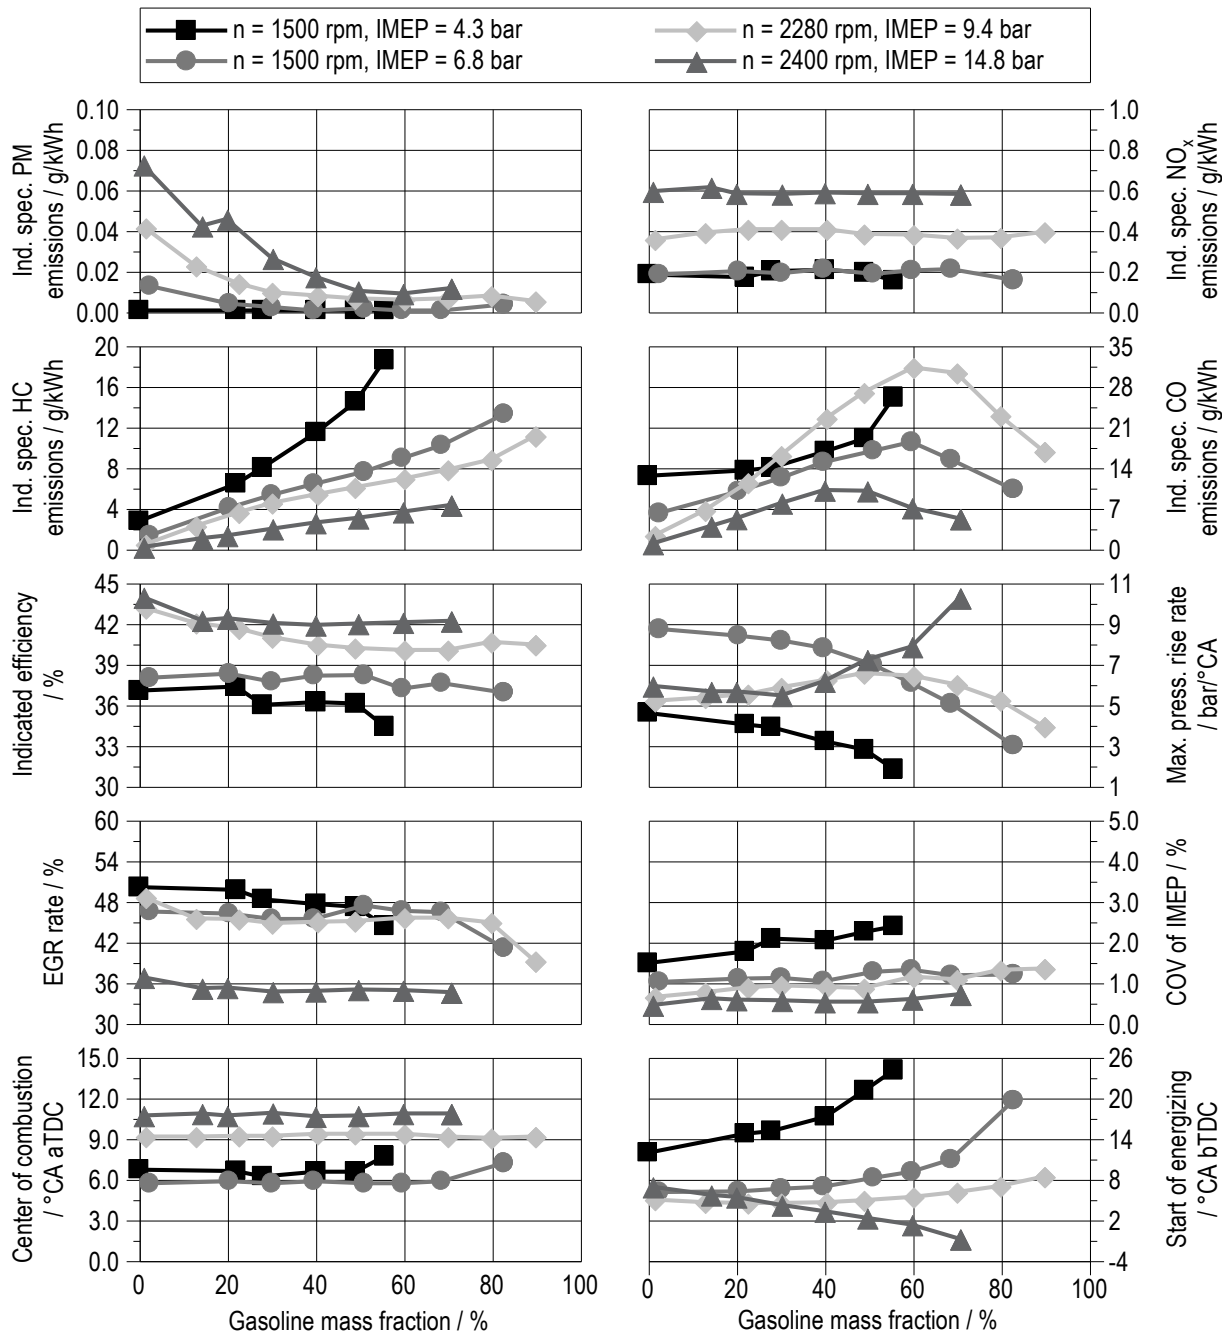 n = 1500 rpm, IMEP = 4.3 bar
n = 2280 rpm, IMEP = 9.4 bar
n = 1500 rpm, IMEP = 6.8 bar
n = 2400 rpm, IMEP = 14.8 bar
Ind. spec. PM
emissions / g/kWh
0.10
0.08
0.06
0.04
0.02
0.00
1.0
0.8
0.6
0.4
0.2
0.0
Ind. spec. NOx
emissions / g/kWh
Ind. spec. HC
emissions / g/kWh
20
16
12
8
4
0
35
28
21
14
7
0
Ind. spec. CO
emissions / g/kWh
Indicated efficiency
/ %
45
42
39
36
33
30
11
9
7
5
3
1
Max. press. rise rate
/ bar/°CA
EGR rate / %
60
54
48
42
36
30
5.0
4.0
3.0
2.0
1.0
0.0
COV of IMEP / %
Center of combustion
/ °CA aTDC
15.0
12.0
9.0
6.0
3.0
0.0
26
20
14
8
2
-4
Start of energizing
/ °CA bTDC
0 20 40 60 80 100
0 20 40 60 80 100
Gasoline mass fraction / %
Gasoline mass fraction / %